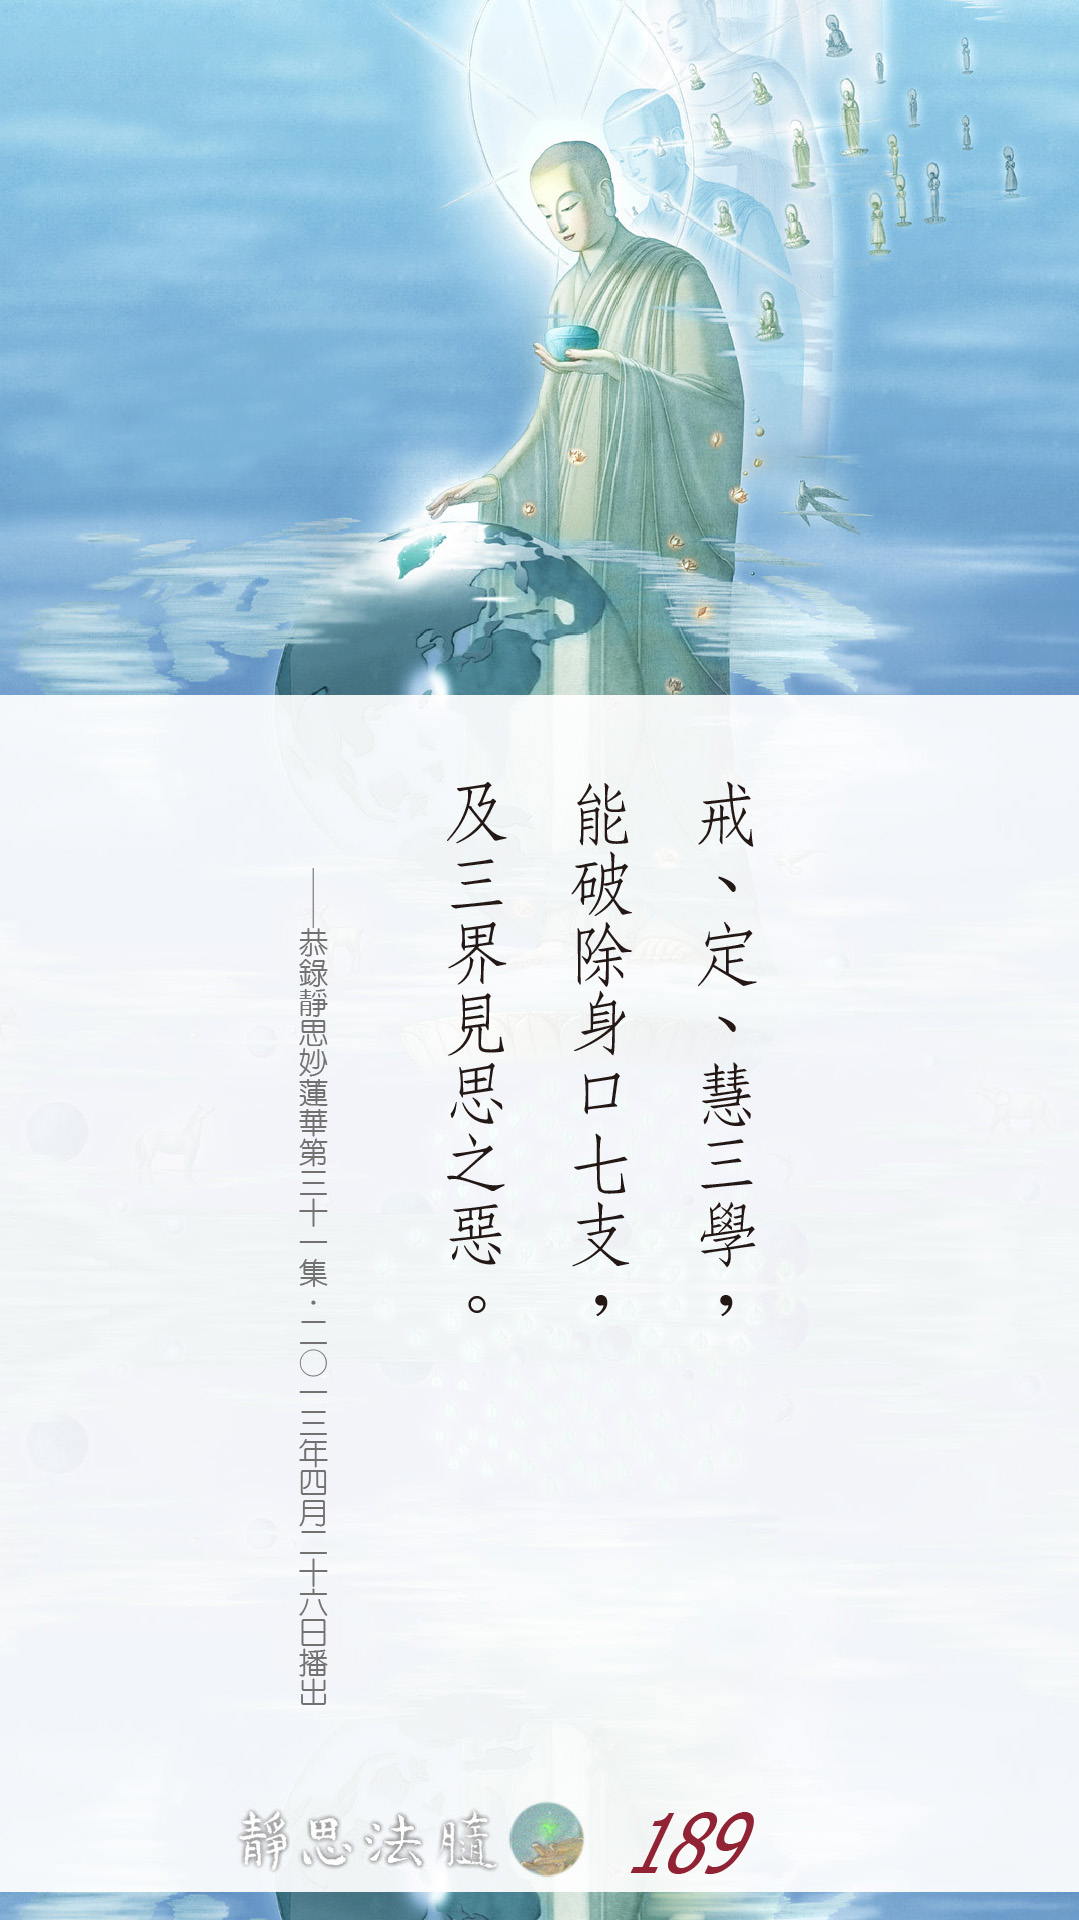 戒、定、慧三學，
能破除身口七支，
及三界見思之惡。
——恭錄靜思妙蓮華第三十一集·二〇一三年四月二十六日播出
靜思法髓
189